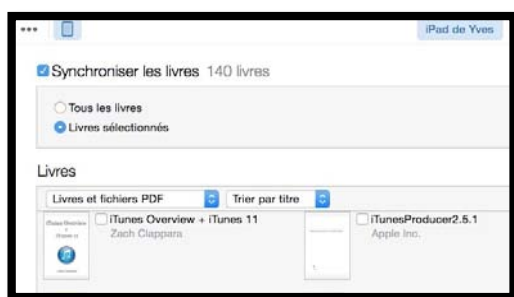 iPad de Yves
Synchroniser les livres 140 livres
Tous les livres
Livres sélectionnés
Livres
Livres et fichiers PDF Trier par titre
iTunes Overview + iTunes 11
Zach Clappara
iTunesProducer2.5.1
Apple Inc.